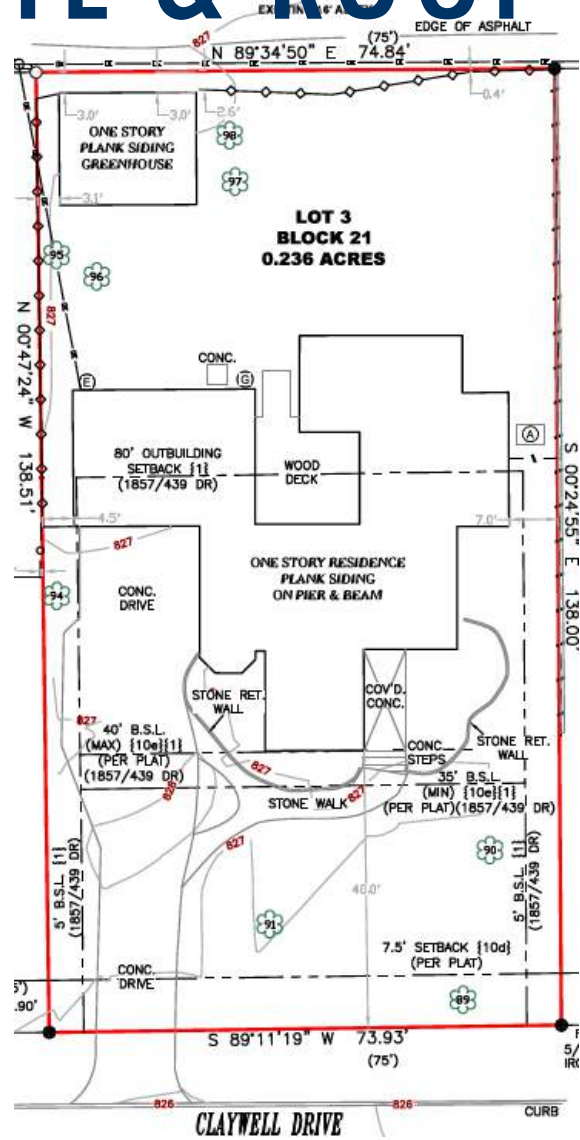 EDGE OF ASPHALT
827
(75')
N 89°34'50" E 74.84'
3.0'
3.0'
2.6'
0.4'
ONE STORY
PLANK SIDING
GREENHOUSE
98
97
3.1'
LOT 3
BLOCK 21
0.236 ACRES
95
96
827
N 00°47'24" W 138.51'
CONC.
E
G
A
80' OUTBUILDING
SETBACK {1}
(1857/439 DR)
WOOD
DECK
S 00°24'55" E 138.00'
4.5'
7.0'
827
ONE STORY RESIDENCE
PLANK SIDING
ON PIER & BEAM
94
CONC.
DRIVE
STONE RET.
WALL
COV'D.
CONC.
827
40' B.S.L.
(MAX) {10e}{1}
(PER PLAT)
(1857/439 DR)
STONE RET.
WALL
CONC.
STEPS
827
826
STONE WALK
827
35' B.S.L.
(MIN) {10e}{1}
(PER PLAT)(1857/439 DR)
827
90
5' B.S.L. {1}
(1857/439 DR)
5' B.S.L. {1}
(1857/439 DR)
40.0'
91
7.5' SETBACK {10d}
(PER PLAT)
CONC.
DRIVE
89
.90'
S 89°11'19" W 73.93'
(75')
826
826
CURB
CLAYWELL DRIVE